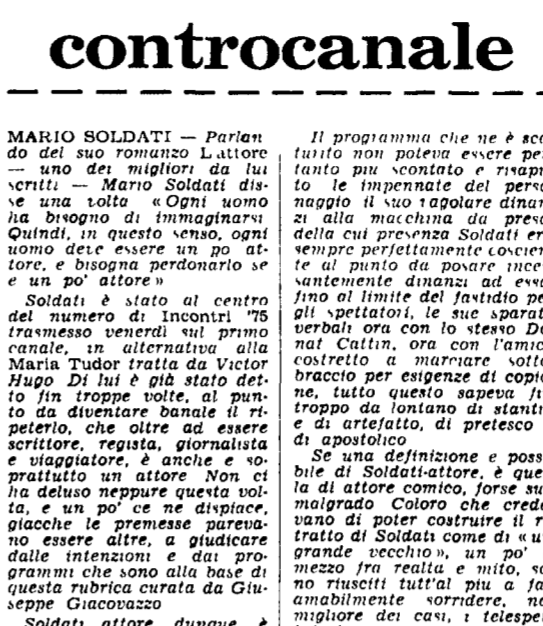 controcanale
MARIO SOLDATI — Parlan
do del suo romanzo L attore
— uno dei migliori da lui
scritti — Mario Soldati dis-
se una volta «Ogni uomo
ha bisogno di immaginarsi
Quindi, in questo senso, ogni
uomo deve essere un po at-
tore, e bisogna perdonarlo se
e un po' attore»
Soldati è stato al centro
del numero di Incontri '75
trasmesso venerdì sul primo
canale, in alternativa alla
Maria Tudor tratta da Victor
Hugo Di lui è già stato det-
to fin troppe volte, al pun-
to da diventare banale il ri-
peterlo, che oltre ad essere
scrittore, regista, giornalista
e viaggiatore, è anche e so-
prattutto un attore Non ci
ha deluso neppure questa vol-
ta, e un po' ce ne dispiace,
giacche le premesse pareva-
no essere altre, a giudicare
dalle intenzioni e dai pro-
grammi che sono alla base di
questa rubrica curata da Giu-
seppe Giacovazzo
Soldati attore dunque è
Il programma che ne è sca
turito non poteva essere per
tanto piu scontato e risapu
to le impennate del perso
naggio il suo ragolare dinan
zi alla macchina da presa
della cui presenza Soldati er
sempre perfettamente coscien
te al punto da posare ince
santemente dinanzi ad essa
fino al limite del fastidio per
gli spettatori, le sue sparat
verbali ora con lo stesso Do
nat Cattin, ora con l'amic
costretto a marciare sotto
braccio per esigenze di copio
ne, tutto questo sapeva fi
troppo da lontano di stanti
e di artefatto, di pretesco
di apostolico
Se una definizione e possi
bile di Soldati-attore, è quel
la di attore comico, forse su
malgrado Coloro che crede
vano di poter costruire il r
tratto di Soldati come di «u
grande vecchio», un po'
mezzo fra realta e mito, so
no riusciti tutt'al piu a fa
amabilmente sorridere, ne
migliore dei casi, i telespet